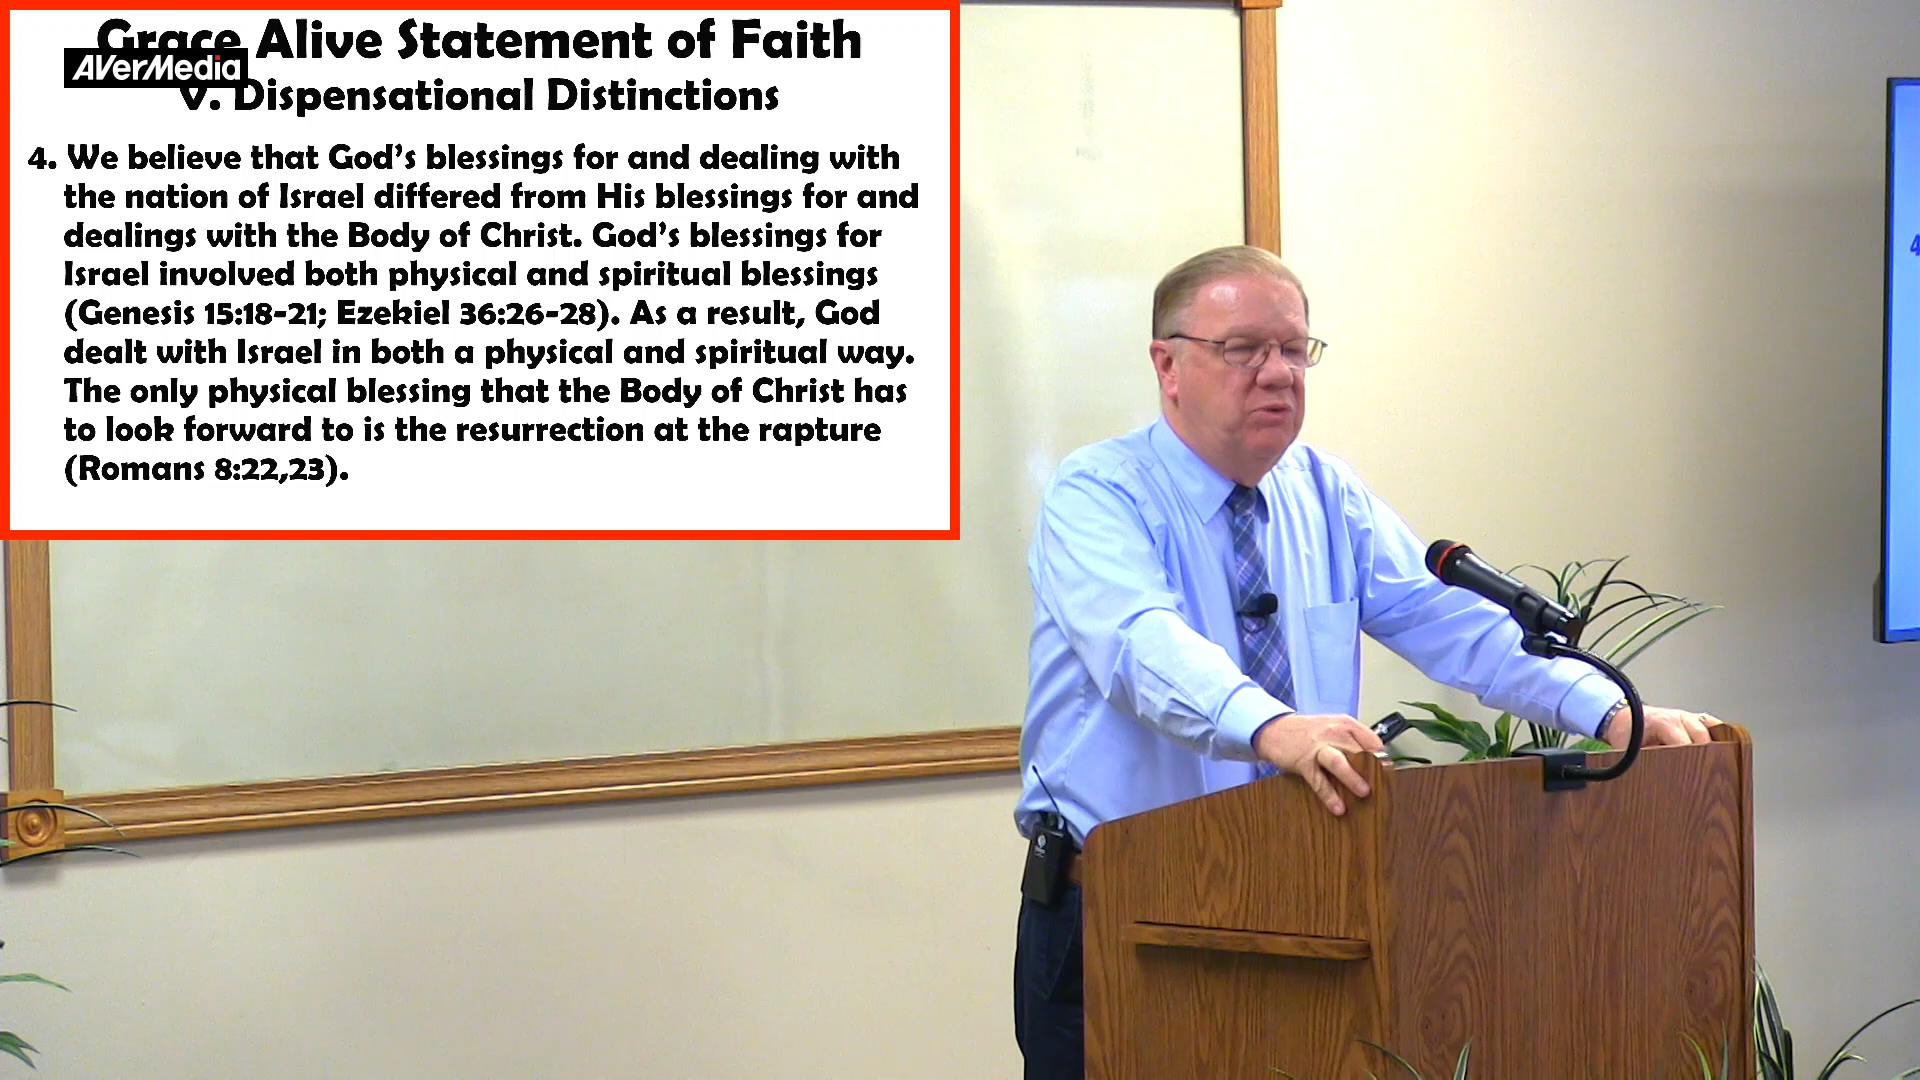 Grace Alive Statement of Faith
AVerMedia
V. Dispensational Distinctions
4. We believe that God's blessings for and dealing with
the nation of Israel differed from His blessings for and
dealings with the Body of Christ. God's blessings for
Israel involved both physical and spiritual blessings
(Genesis 15:18-21; Ezekiel 36:26-28). As a result, God
dealt with Israel in both a physical and spiritual way.
The only physical blessing that the Body of Christ has
to look forward to is the resurrection at the rapture
(Romans 8:22,23).
4